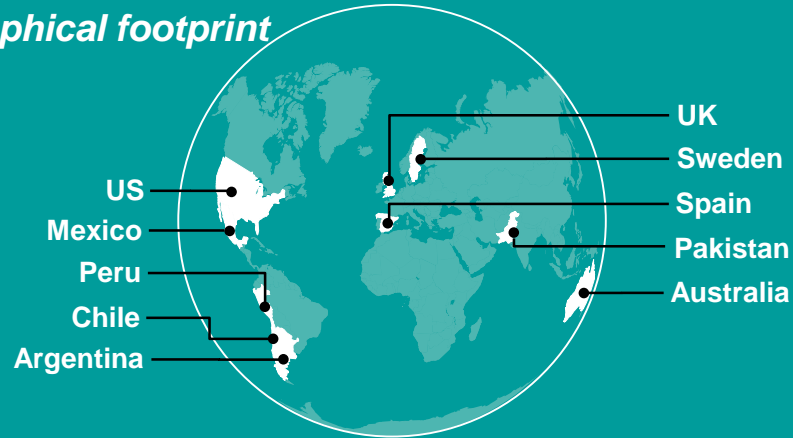 phical footprint
US
Mexico
Peru
Chile
Argentina
UK
Sweden
Spain
Pakistan
Australia